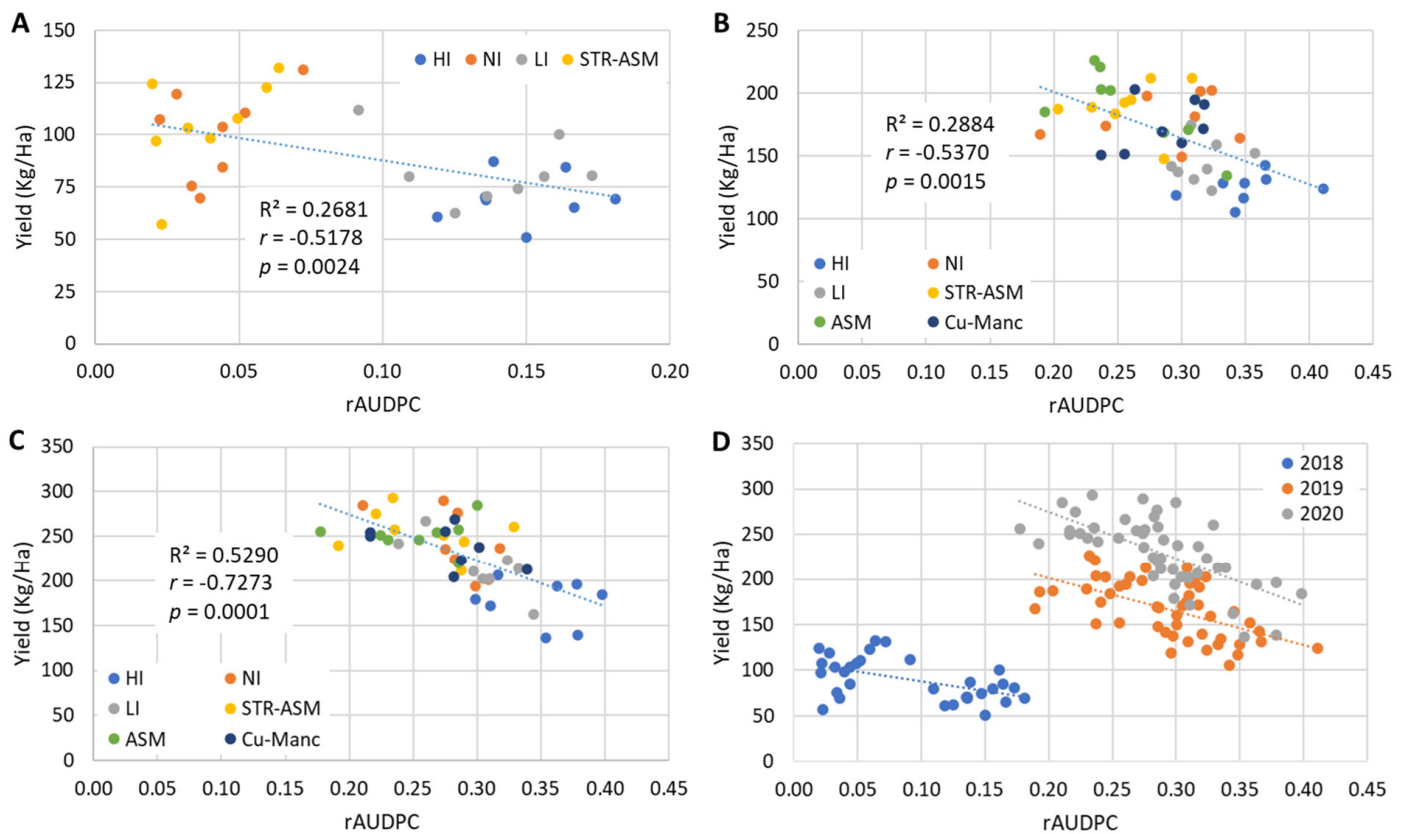 A
150
125
100
75
50
25
0
Yield (Kg/Ha)
HI NI LI STR-ASM
R² = 0.2681
r = -0.5178
p = 0.0024
0.00 0.05 0.10 0.15 0.20
rAUDPC
B
250
200
150
100
50
0
Yield (Kg/Ha)
R² = 0.2884
r = -0.5370
p = 0.0015
HI NI
LI STR-ASM
ASM Cu-Manc
0.00 0.05 0.10 0.15 0.20 0.25 0.30 0.35 0.40 0.45
rAUDPC
C
350
300
250
200
150
100
50
0
Yield (Kg/Ha)
R² = 0.5290
r = -0.7273
p = 0.0001
HI NI
LI STR-ASM
ASM Cu-Manc
0.00 0.05 0.10 0.15 0.20 0.25 0.30 0.35 0.40 0.45
rAUDPC
D
350
300
250
200
150
100
50
0
Yield (Kg/Ha)
2018
2019
2020
0.00 0.05 0.10 0.15 0.20 0.25 0.30 0.35 0.40 0.45
rAUDPC